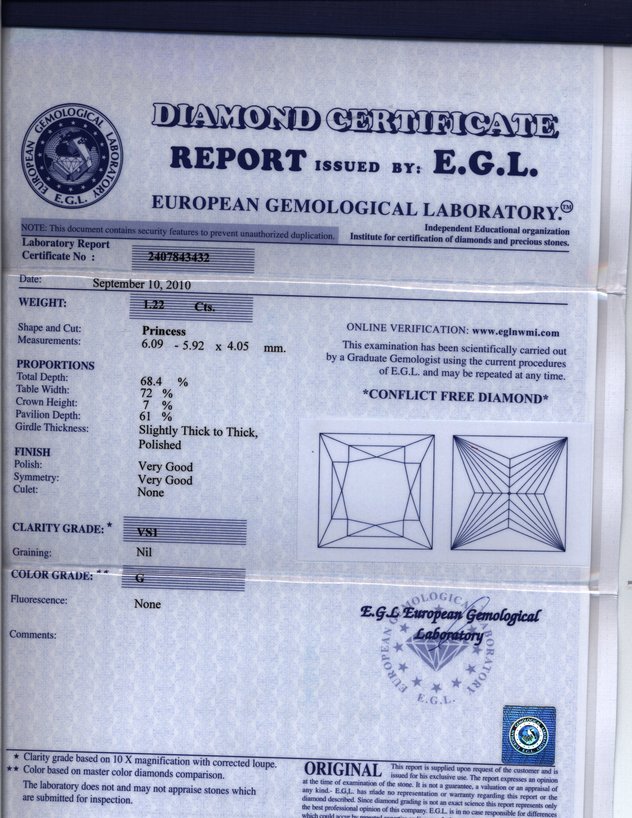 EUROPEAN GEMOLOGICAL LABORATORY
E.G.L.
DIAMOND CERTIFICATE
REPORT ISSUED BY: E.G.L.
EUROPEAN GEMOLOGICAL LABORATORY.™
NOTE: This document contains security features to prevent unauthorized duplication.
Independent Educational organization
Institute for certification of diamonds and precious stones.
Laboratory Report
Certificate No : 2407843432
Date: September 10, 2010
WEIGHT: 1.22 Cts.
Shape and Cut: Princess
Measurements: 6.09 - 5.92 x 4.05 mm.
ONLINE VERIFICATION: www.eglnwmi.com
This examination has been scientifically carried out
by a Graduate Gemologist using the current procedures
of E.G.L. and may be repeated at any time.
*CONFLICT FREE DIAMOND*
PROPORTIONS
Total Depth: 68.4 %
Table Width: 72 %
Crown Height: 7 %
Pavilion Depth: 61 %
Girdle Thickness: Slightly Thick to Thick,
Polished
FINISH
Polish: Very Good
Symmetry: Very Good
Culet: None
CLARITY GRADE: * VS1
Graining: Nil
COLOR GRADE: ** G
Fluorescence: None
Comments:
EUROPEAN GEMOLOGICAL LABORATORY
E.G.L European Gemological
Laboratory
E.G.L.
* Clarity grade based on 10 X magnification with corrected loupe.
** Color based on master color diamonds comparison.
The laboratory does not and may not appraise stones which
are submitted for inspection.
ORIGINAL This report is supplied upon request of the customer and is
issued for his exclusive use. The report expresses an opinion
at the time of examination of the stone. It is not a guarantee, a valuation or an appraisal of
any kind.- E.G.L. has made no representation or warranty regarding this report or the
diamond described. Since diamond grading is not an exact science this report represents only
the best professional opinion of this company. E.G.L. is in no case responsible for differences
which could occur by repeated